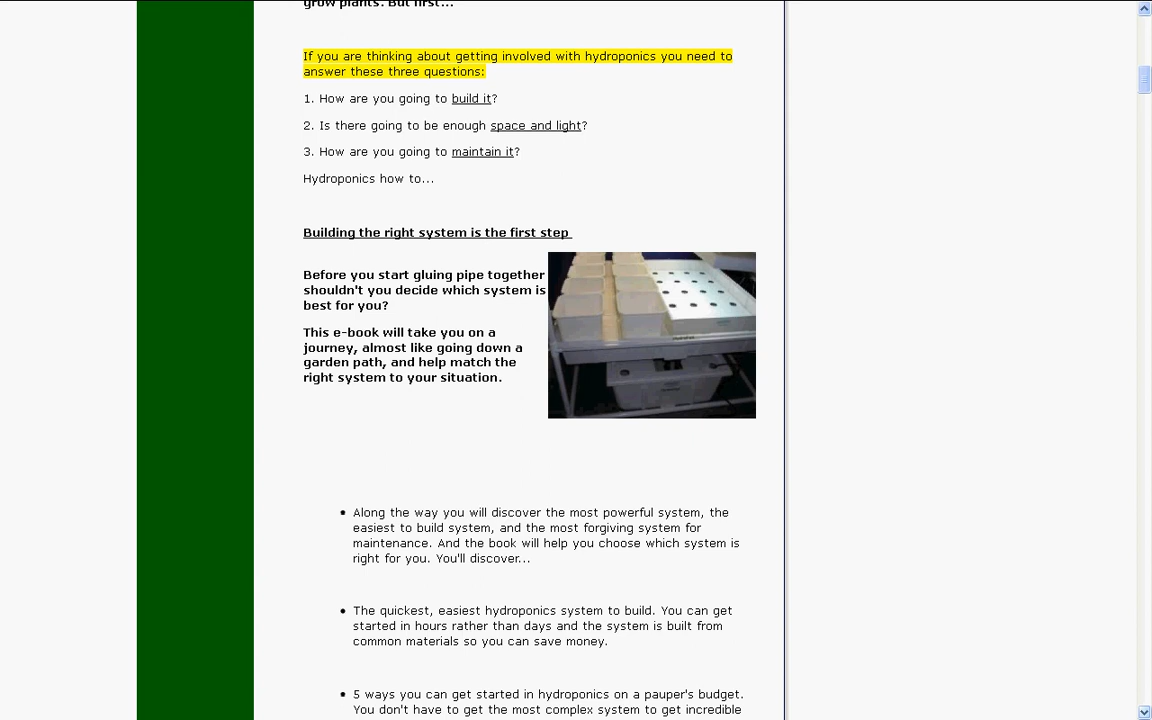 grow plants. But first...
If you are thinking about getting involved with hydroponics you need to
answer these three questions:
1. How are you going to build it?
2. Is there going to be enough space and light?
3. How are you going to maintain it?
Hydroponics how to...
Building the right system is the first step
Before you start gluing pipe together
shouldn't you decide which system is
best for you?
This e-book will take you on a
journey, almost like going down a
garden path, and help match the
right system to your situation.
Along the way you will discover the most powerful system, the
easiest to build system, and the most forgiving system for
maintenance. And the book will help you choose which system is
right for you. You'll discover...
The quickest, easiest hydroponics system to build. You can get
started in hours rather than days and the system is built from
common materials so you can save money.
5 ways you can get started in hydroponics on a pauper's budget.
You don't have to get the most complex system to get incredible